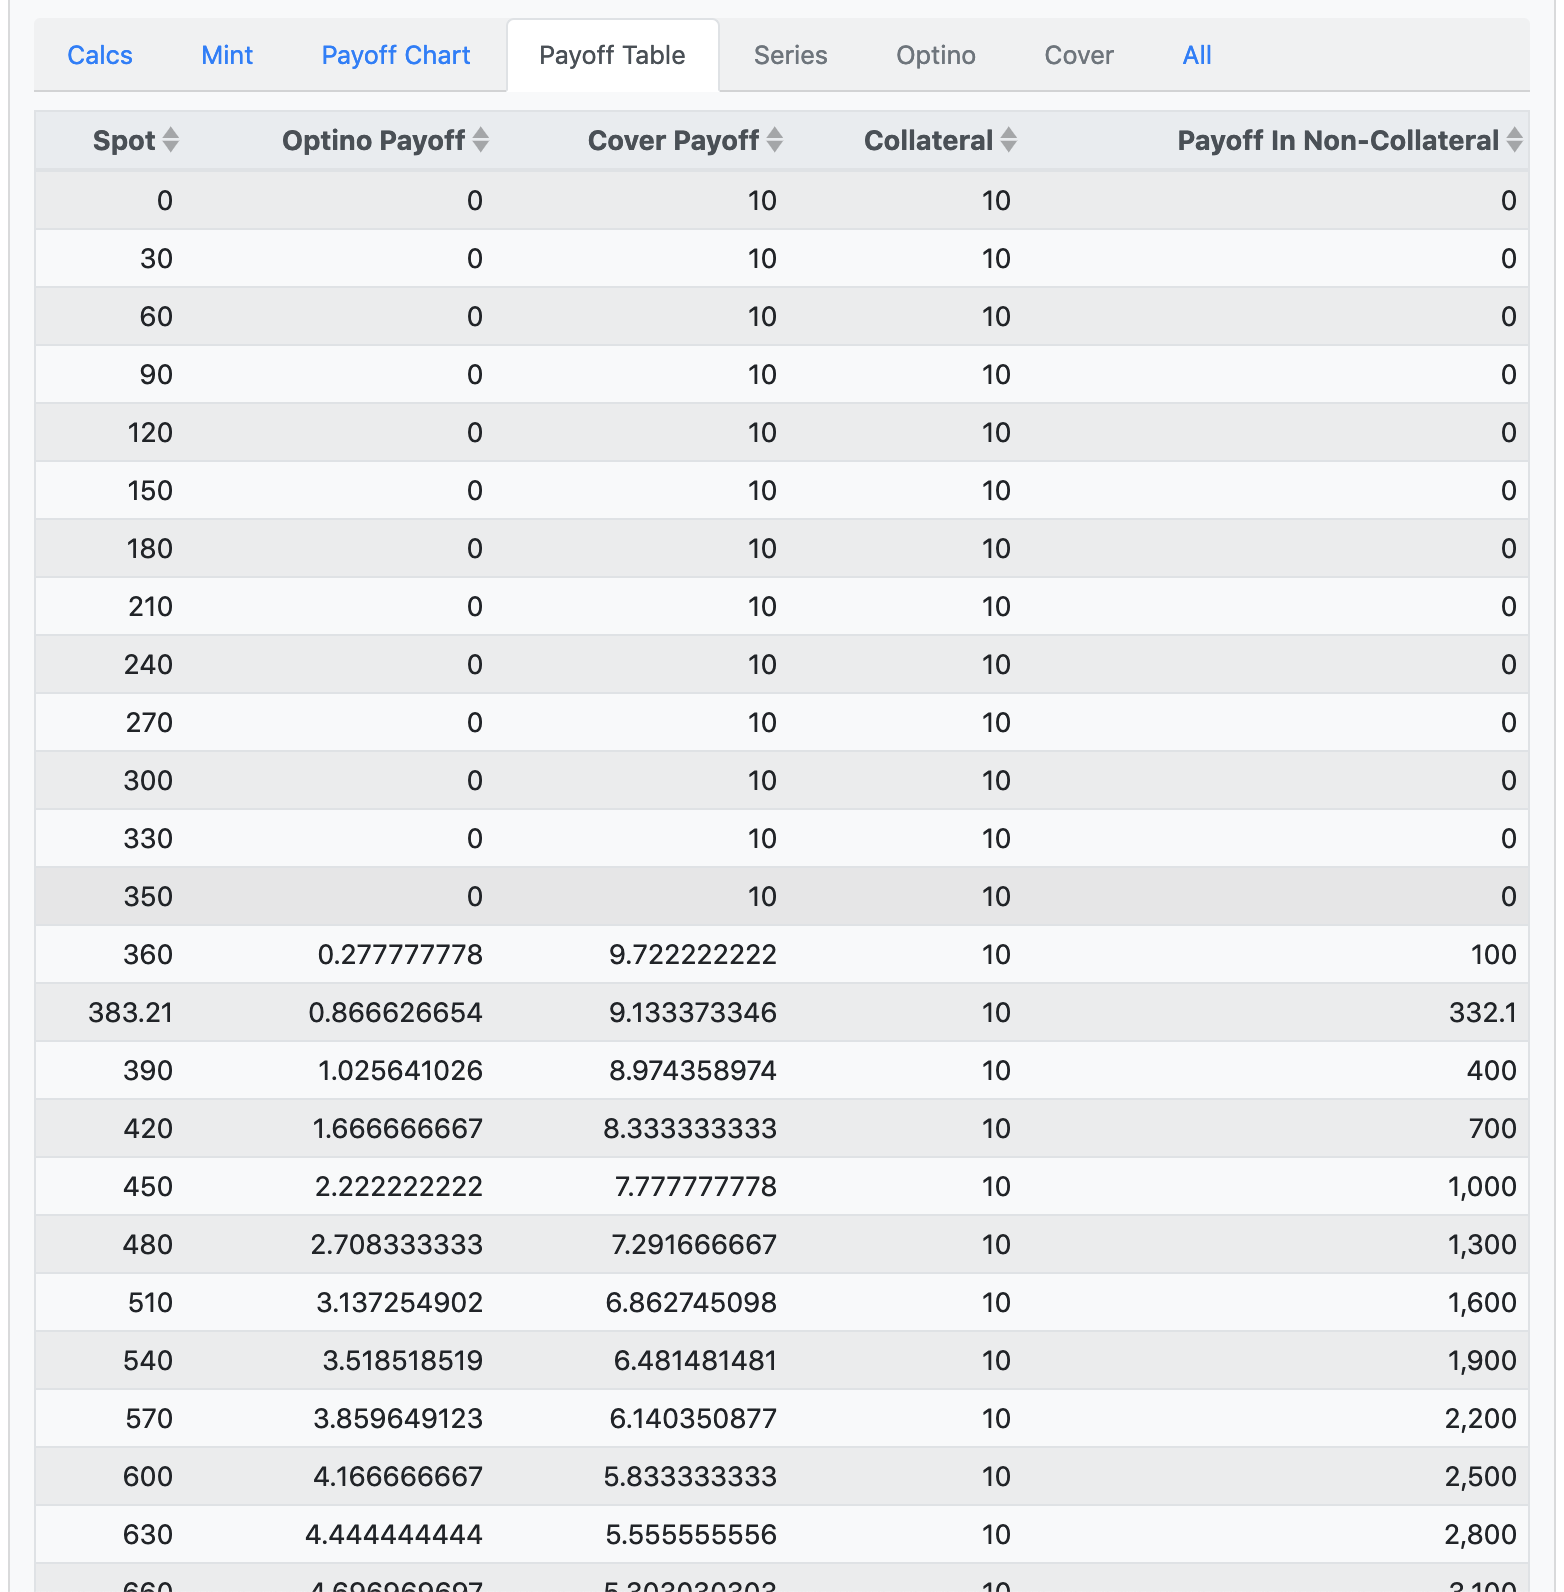 Calcs Mint Payoff Chart Payoff Table Series Optino Cover All
Spot Optino Payoff Cover Payoff Collateral Payoff In Non-Collateral
0 0 10 10 0
30 0 10 10 0
60 0 10 10 0
90 0 10 10 0
120 0 10 10 0
150 0 10 10 0
180 0 10 10 0
210 0 10 10 0
240 0 10 10 0
270 0 10 10 0
300 0 10 10 0
330 0 10 10 0
350 0 10 10 0
360 0.277777778 9.722222222 10 100
383.21 0.866626654 9.133373346 10 332.1
390 1.025641026 8.974358974 10 400
420 1.666666667 8.333333333 10 700
450 2.222222222 7.777777778 10 1,000
480 2.708333333 7.291666667 10 1,300
510 3.137254902 6.862745098 10 1,600
540 3.518518519 6.481481481 10 1,900
570 3.859649123 6.140350877 10 2,200
600 4.166666667 5.833333333 10 2,500
630 4.444444444 5.555555556 10 2,800
660 4.696969697 5.303030303 10 3,100